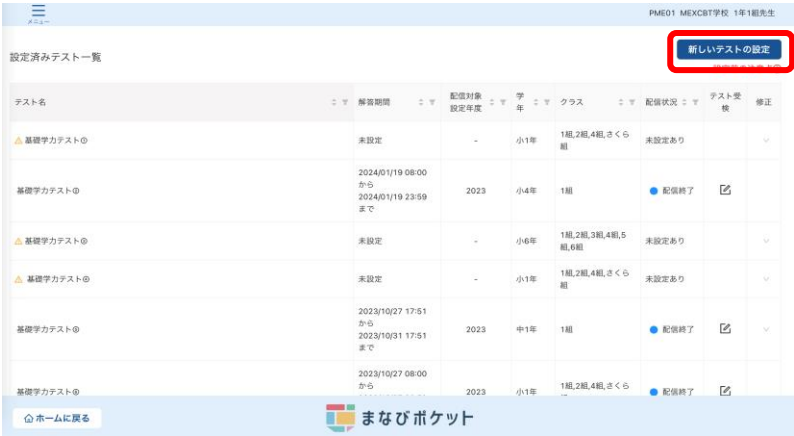 メニュー
PME01 MEXCBT学校 1年1組先生
設定済みテスト一覧
新しいテストの設定
テスト名 解答期間 配信対象 設定年度 学年 クラス 配信状況 テスト受検 修正
基礎学力テスト 未設定 - 小1年 1組,2組,4組,さくら組 未設定あり
2024/01/19 08:00
から
基礎学力テスト 2024/01/19 23:59 2023 小4年 1組 配信終了
まで
基礎学力テスト 未設定 - 小6年 1組,2組,3組,4組,5組,6組 未設定あり
基礎学力テスト 未設定 - 小1年 1組,2組,4組,さくら組 未設定あり
2023/10/27 17:51
から
基礎学力テスト 2023/10/31 17:51 2023 中1年 1組 配信終了
まで
2023/10/27 08:00
から
基礎学力テスト 2023 小1年 1組,2組,4組,さくら 配信終了
ホームに戻る
まなびポケット